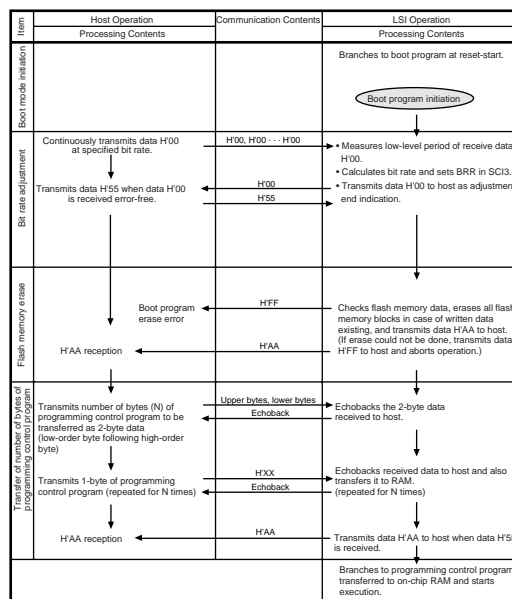 Item
Host Operation
Communication Contents
LSI Operation
Processing Contents
Processing Contents
Boot mode initiation
Branches to boot program at reset-start.
Boot program initiation
Bit rate adjustment
Continuously transmits data H'00
at specified bit rate.
H'00, H'00 · · · H'00
• Measures low-level period of receive data
H'00.
• Calculates bit rate and sets BRR in SCI3.
• Transmits data H'00 to host as adjustment
end indication.
H'00
Transmits data H'55 when data H'00
is received error-free.
H'55
Flash memory erase
Boot program
erase error
H'FF
Checks flash memory data, erases all flash
memory blocks in case of written data
existing, and transmits data H'AA to host.
(If erase could not be done, transmits data
H'FF to host and aborts operation.)
H'AA reception
H'AA
Transfer of number of bytes of
programming control program
Transmits number of bytes (N) of
programming control program to be
transferred as 2-byte data
(low-order byte following high-order
byte)
Upper bytes, lower bytes
Echoback
Echobacks the 2-byte data
received to host.
Transmits 1-byte of programming
control program (repeated for N times)
H'XX
Echoback
Echobacks received data to host and also
transfers it to RAM.
(repeated for N times)
H'AA reception
H'AA
Transmits data H'AA to host when data H'55
is received.
Branches to programming control program
transferred to on-chip RAM and starts
execution.